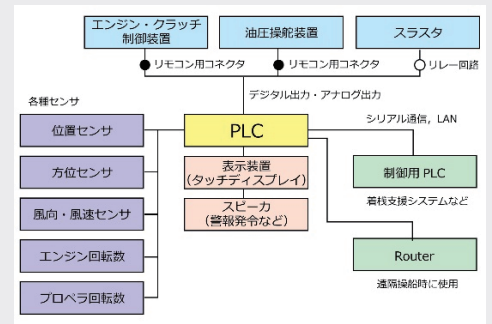 エンジン・クラッチ
制御装置
油圧操舵装置
スラスタ
リモコン用コネクタ
リモコン用コネクタ
リレー回路
デジタル出力・アナログ出力
各種センサ
シリアル通信, LAN
位置センサ
PLC
方位センサ
表示装置
(タッチディスプレイ)
制御用 PLC
風向・風速センサ
スピーカ
(警報発令など)
着桟支援システムなど
エンジン回転数
Router
プロペラ回転数
遠隔操船時に使用